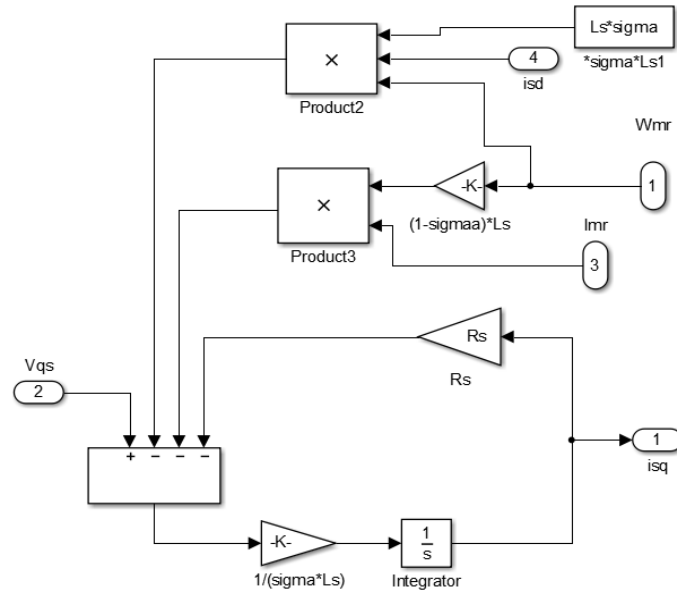 Ls*sigma
*sigma*Ls1
4
isd
×
Product2
Wmr
1
-K-
(1-sigmaa)*Ls
×
Product3
Imr
3
Rs
Rs
Vqs
2
+ − − −
1
isq
-K-
1/(sigma*Ls)
1
s
Integrator